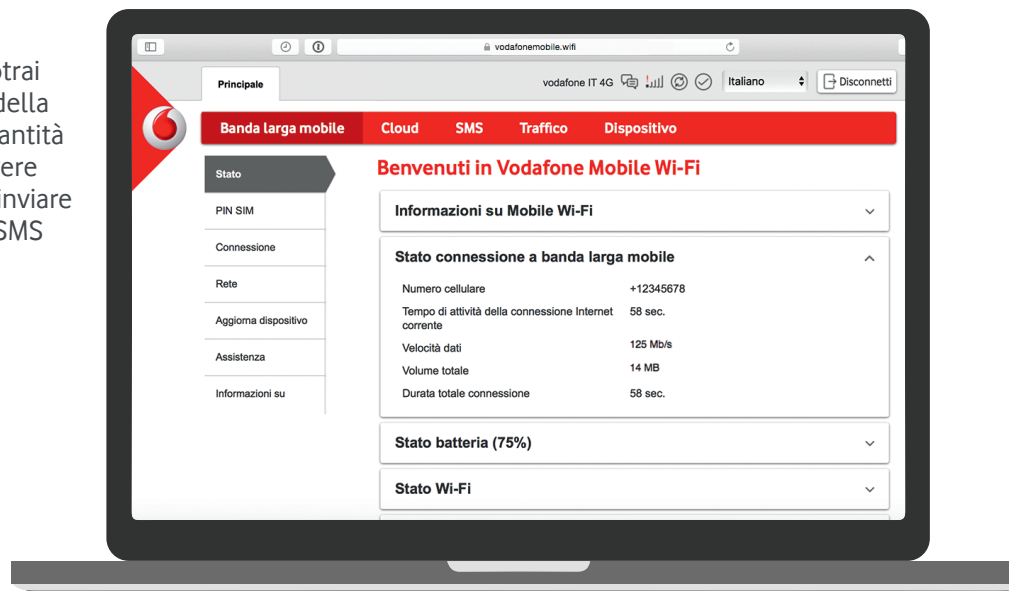 otrai
della
antità
ere
inviare
SMS
vodafonemobile.wifi
Principale
vodafone IT 4G
Italiano
Disconnetti
Banda larga mobile Cloud SMS Traffico Dispositivo
Stato
PIN SIM
Connessione
Rete
Aggiorna dispositivo
Assistenza
Informazioni su
Benvenuti in Vodafone Mobile Wi-Fi
Informazioni su Mobile Wi-Fi
Stato connessione a banda larga mobile
Numero cellulare +12345678
Tempo di attività della connessione Internet 58 sec.
corrente
Velocità dati 125 Mb/s
Volume totale 14 MB
Durata totale connessione 58 sec.
Stato batteria (75%)
Stato Wi-Fi